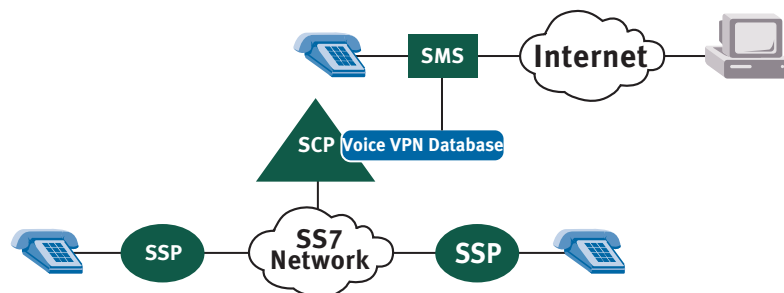 SMS
Internet
SCP
Voice VPN Database
SSP
SS7
Network
SSP